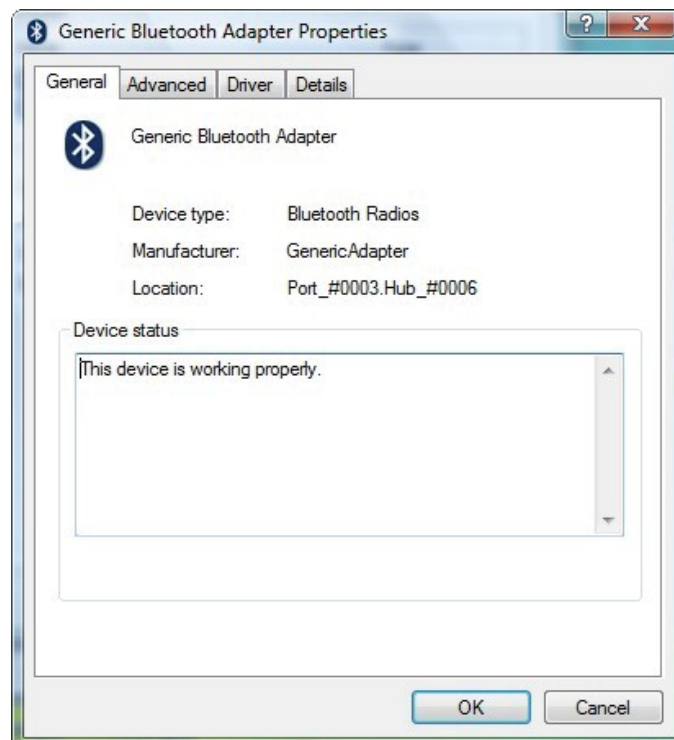 Generic Bluetooth Adapter Properties
? X
General Advanced Driver Details
Generic Bluetooth Adapter
Device type: Bluetooth Radios
Manufacturer: GenericAdapter
Location: Port_#0003.Hub_#0006
Device status
This device is working properly.
OK Cancel